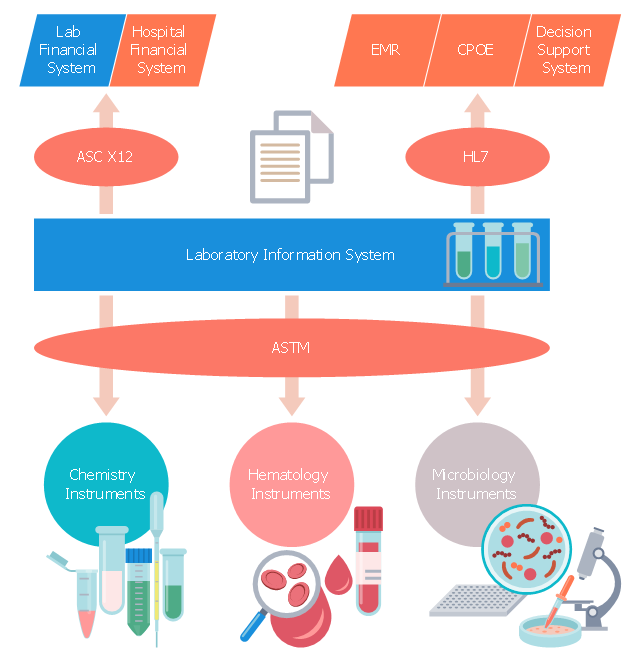 Lab
Financial
System
Hospital
Financial
System
EMR
CPOE
Decision
Support
System
ASC X12
HL7
Laboratory Information System
ASTM
Chemistry
Instruments
Hematology
Instruments
Microbiology
Instruments